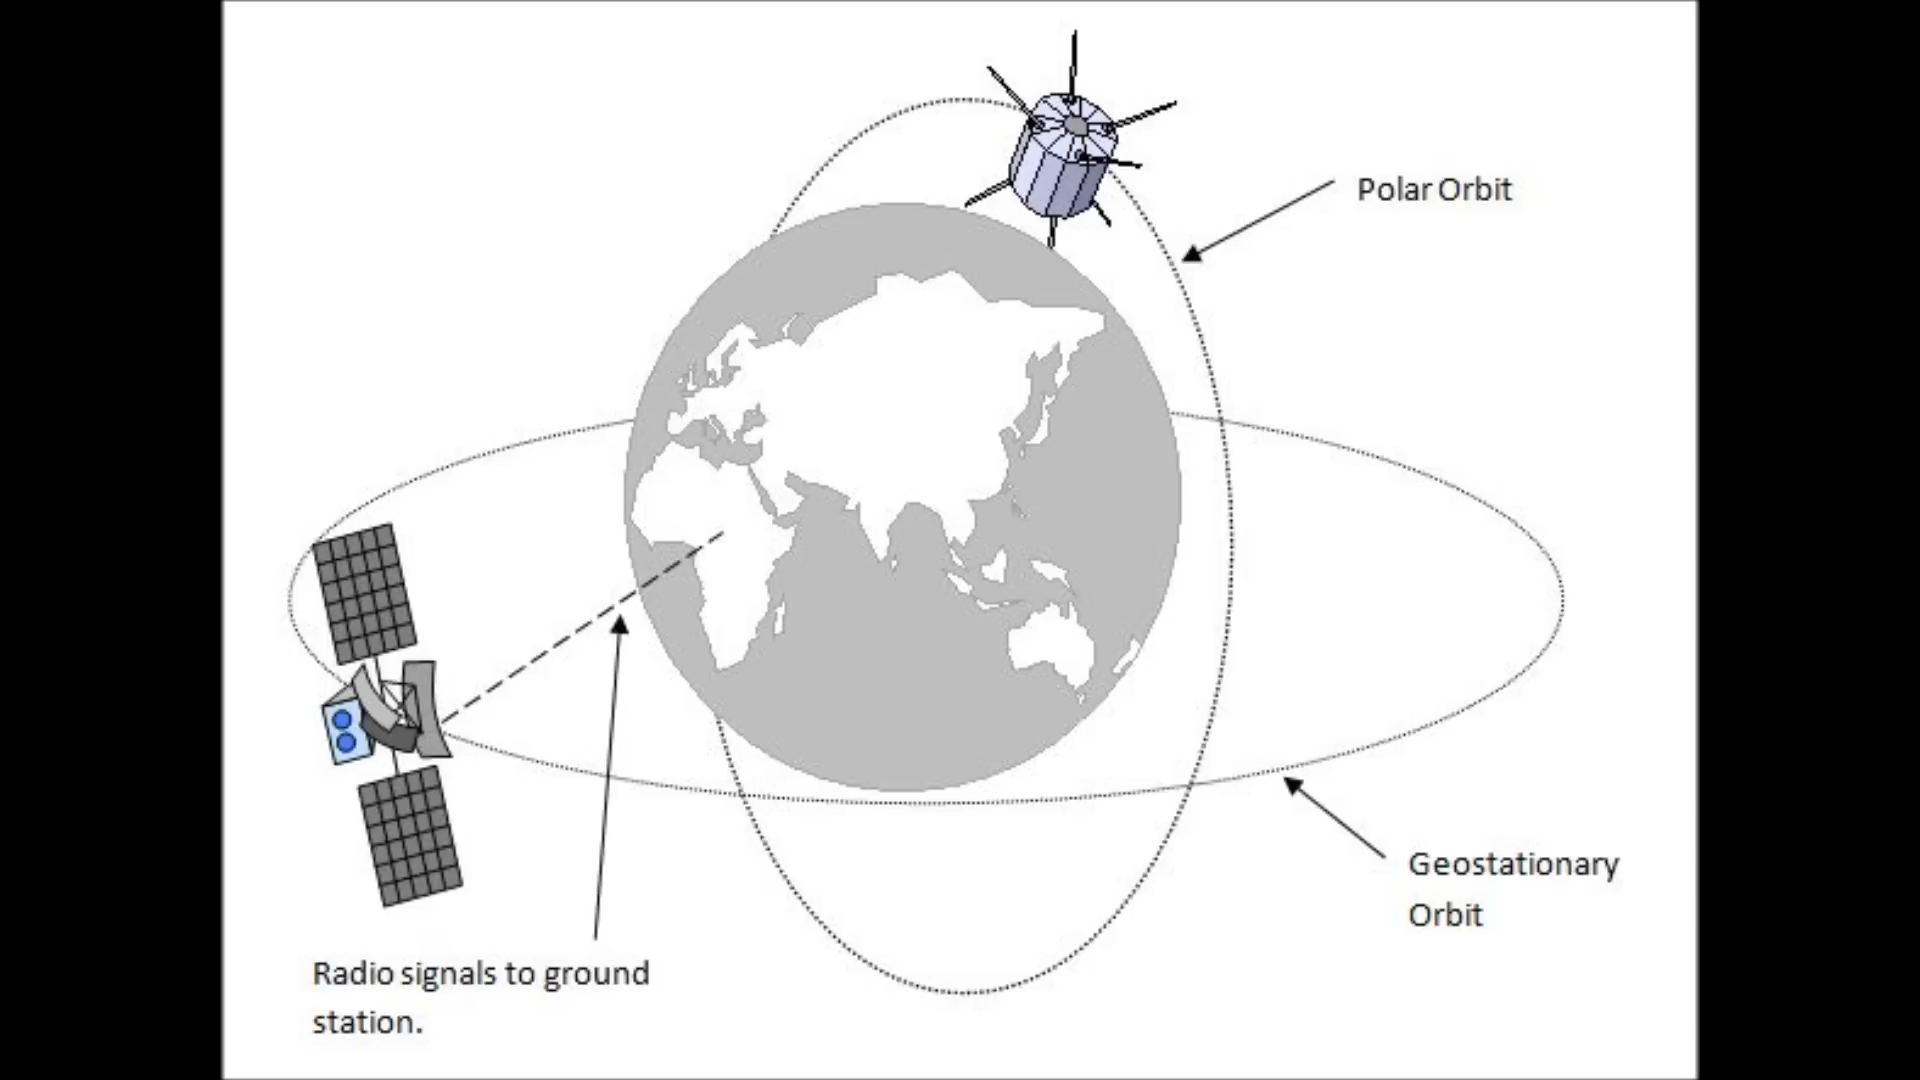 Polar Orbit
Geostationary
Orbit
Radio signals to ground
station.